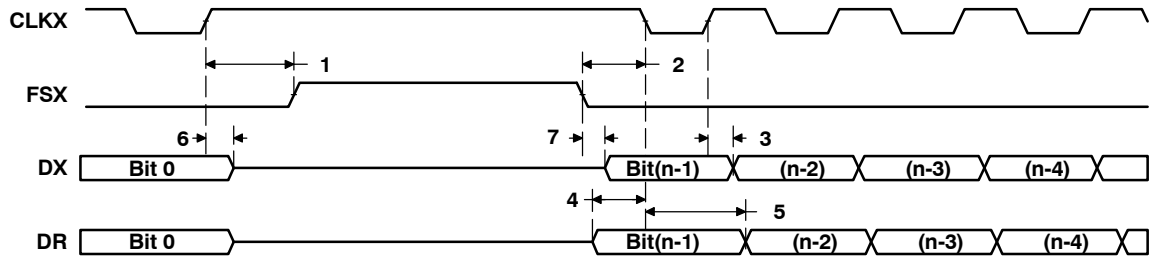 CLKX
1 2
FSX
6 7 3
DX Bit 0 Bit(n-1) (n-2) (n-3) (n-4)
4 5
DR Bit 0 Bit(n-1) (n-2) (n-3) (n-4)